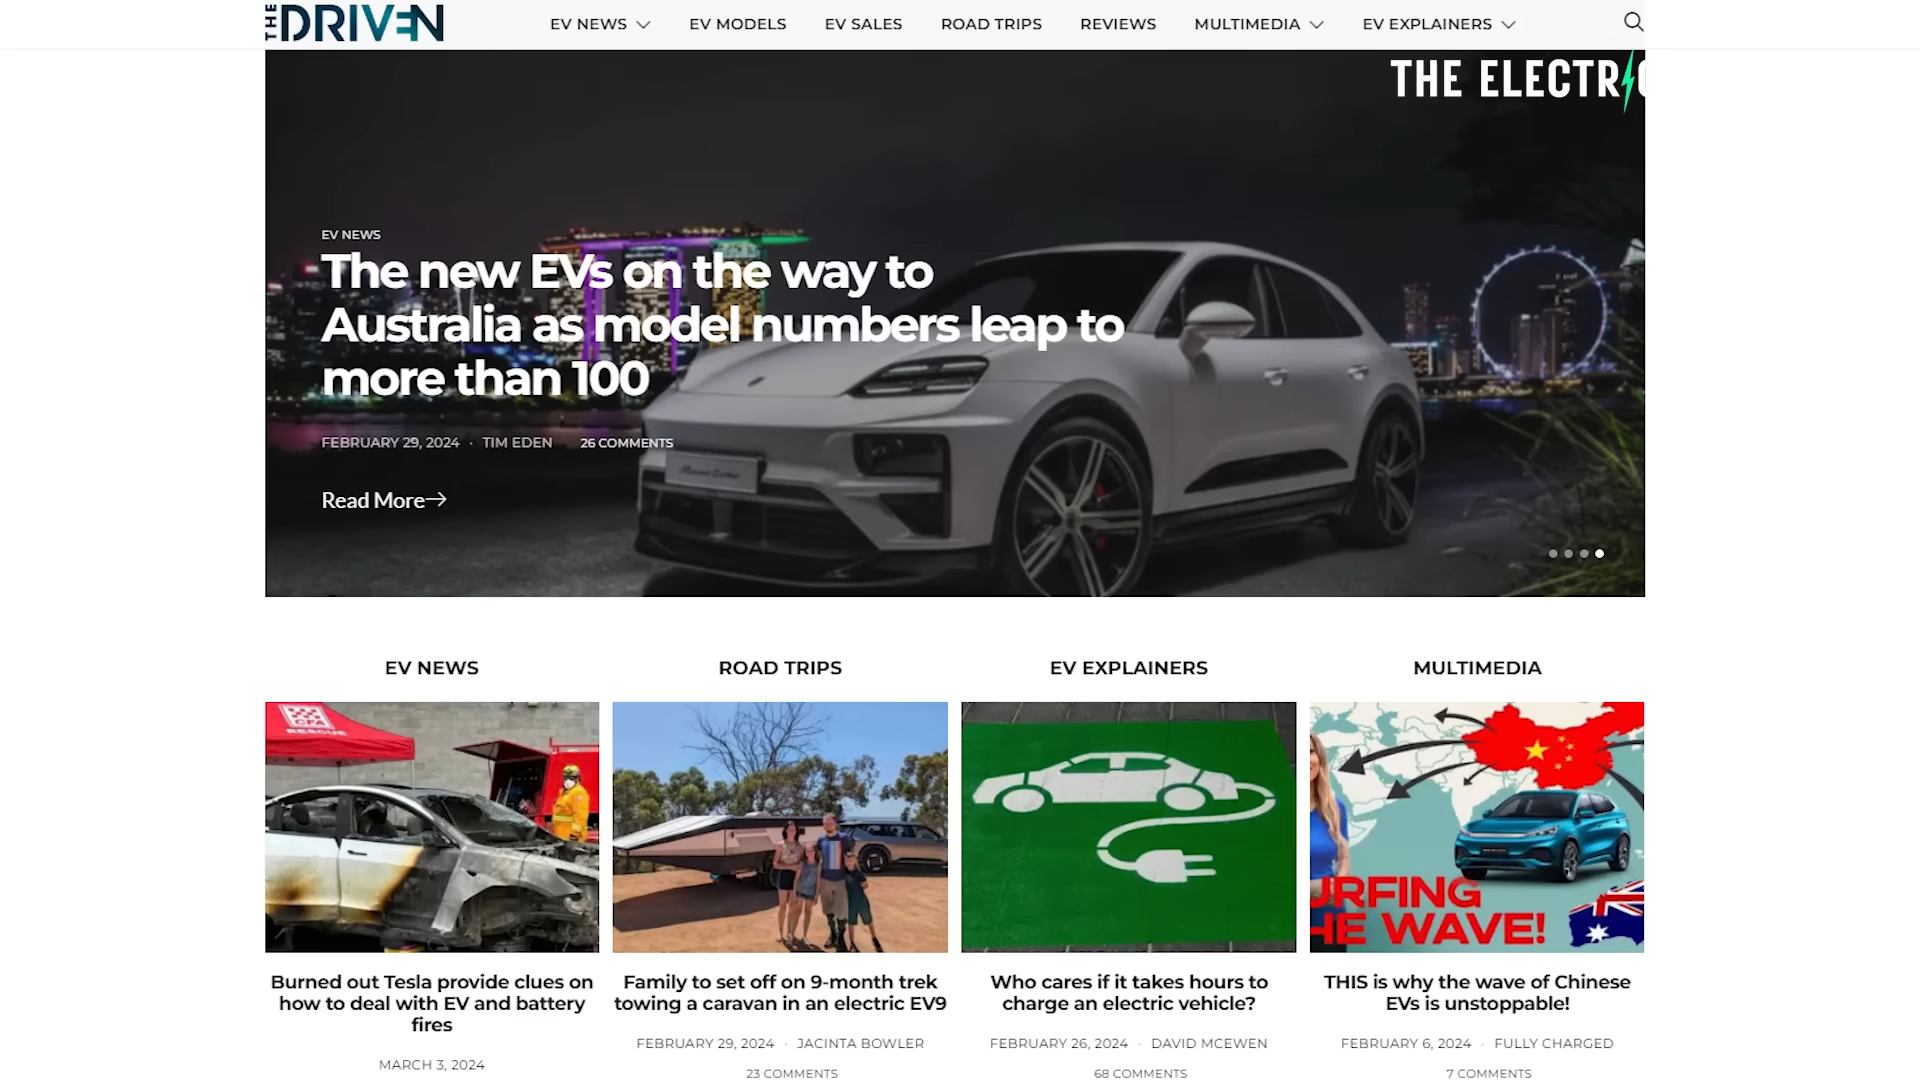 THE DRIVEN
EV NEWS
EV MODELS
EV SALES
ROAD TRIPS
REVIEWS
MULTIMEDIA
EV EXPLAINERS
THE ELECTRIC
EV NEWS
The new EVs on the way to
Australia as model numbers leap to
more than 100
FEBRUARY 29, 2024 · TIM EDEN 26 COMMENTS
Read More→
EV NEWS
CFA
RESCUE
Burned out Tesla provide clues on
how to deal with EV and battery
fires
MARCH 3, 2024
ROAD TRIPS
Family to set off on 9-month trek
towing a caravan in an electric EV9
FEBRUARY 29, 2024 · JACINTA BOWLER
23 COMMENTS
EV EXPLAINERS
Who cares if it takes hours to
charge an electric vehicle?
FEBRUARY 26, 2024 · DAVID MCEWEN
68 COMMENTS
MULTIMEDIA
URFING
HE WAVE!
THIS is why the wave of Chinese
EVs is unstoppable!
FEBRUARY 6, 2024 · FULLY CHARGED
7 COMMENTS